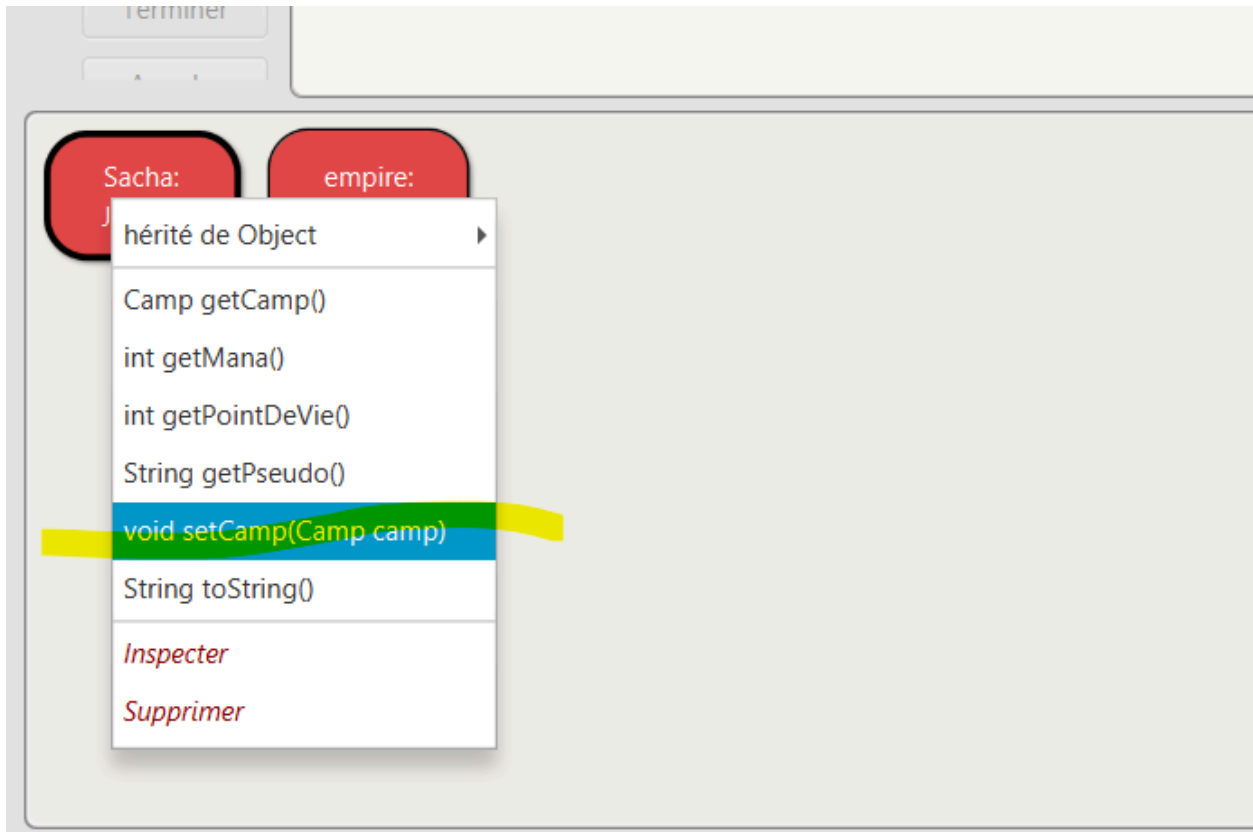 Terminer
Sacha:
empire:
J
hérité de Object
Camp getCamp()
int getMana()
int getPointDeVie()
String getPseudo()
void setCamp(Camp camp)
String toString()
Inspecter
Supprimer